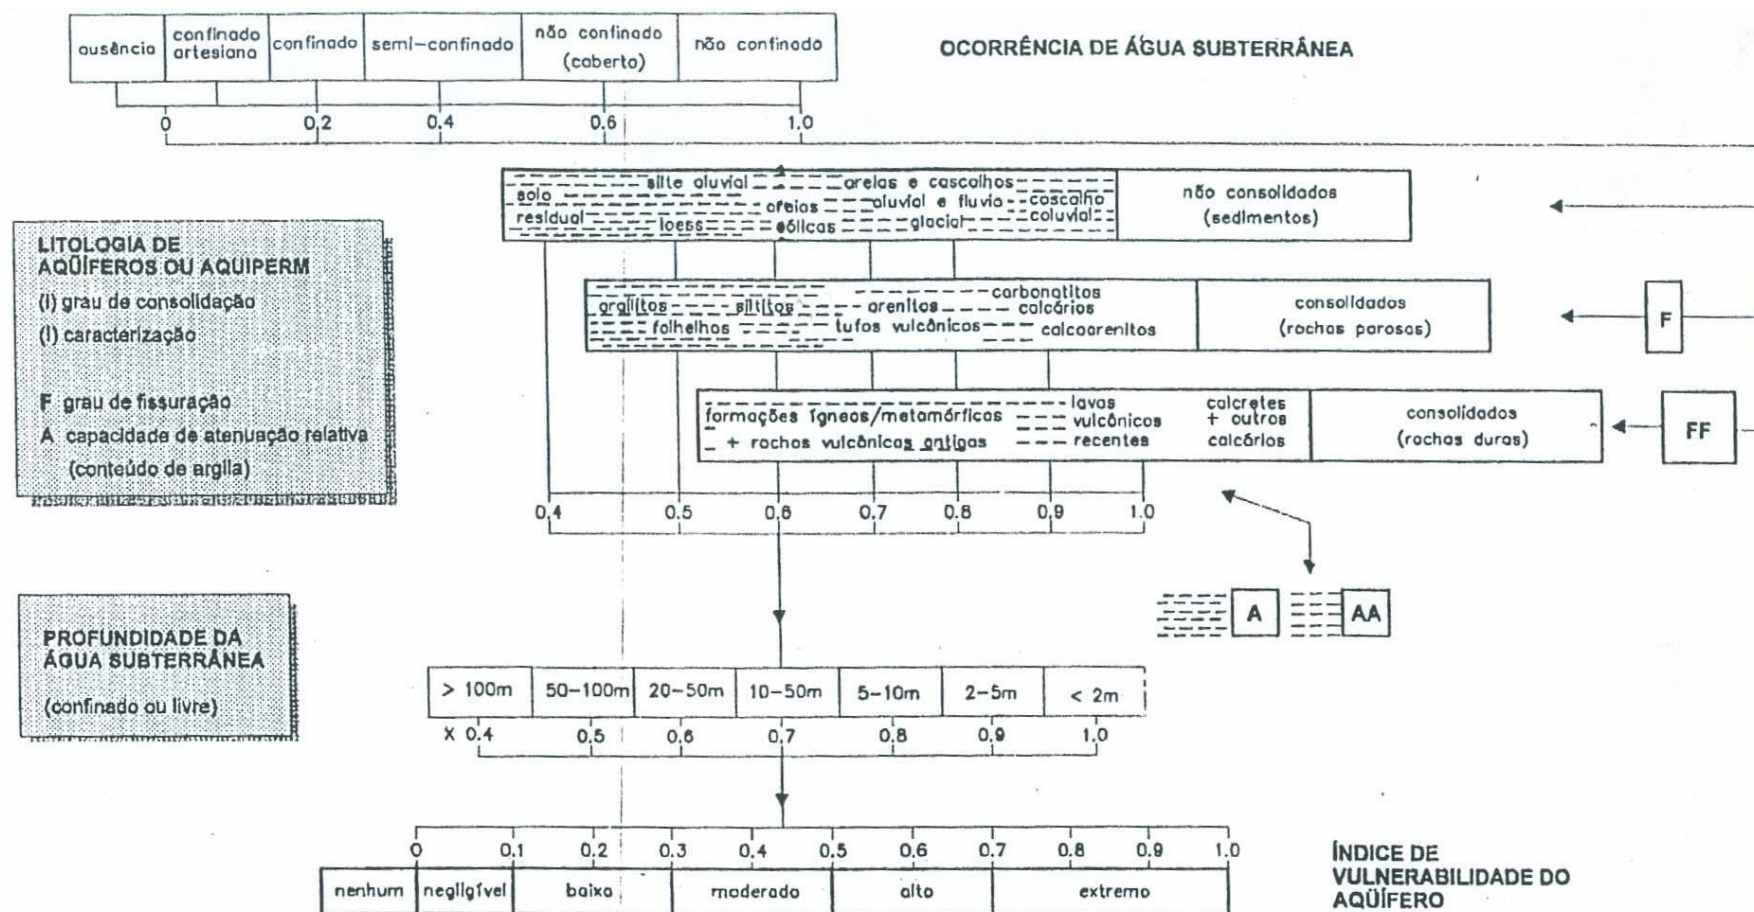 ausência
confinado
artesiana
confinado
semi-confinado
não confinado
(coberto)
não confinado
OCORRÊNCIA DE ÁGUA SUBTERRÂNEA
0 0.2 0.4 0.6 1.0
silte aluvial areias e cascalhos
solo aluvial e fluvio- cascalho
areias
residual loess eólicas glacial coluvial
não consolidados
(sedimentos)
LITOLOGIA DE
AQÜÍFEROS OU AQUIPERM
(I) grau de consolidação
(I) caracterização
F grau de fissuração
A capacidade de atenuação relativa
(conteúdo de argila)
carbonatitos
argilitos siltitos arenitos calcários
folhelhos tufos vulcânicos calcoarenitos
consolidados
(rochas porosas)
F
lavas calcretes
formações ígneas/metamórficas vulcânicos + outros
+ rochas vulcânicas antigas recentes calcários
consolidados
(rochas duras)
FF
0.4 0.5 0.6 0.7 0.8 0.9 1.0
A AA
PROFUNDIDADE DA
ÁGUA SUBTERRÂNEA
(confinado ou livre)
> 100m 50-100m 20-50m 10-50m 5-10m 2-5m < 2m
X 0.4 0.5 0.6 0.7 0.8 0.9 1.0
0 0.1 0.2 0.3 0.4 0.5 0.6 0.7 0.8 0.9 1.0
nenhum negligível baixo moderado alto extremo
ÍNDICE DE
VULNERABILIDADE DO
AQÜÍFERO